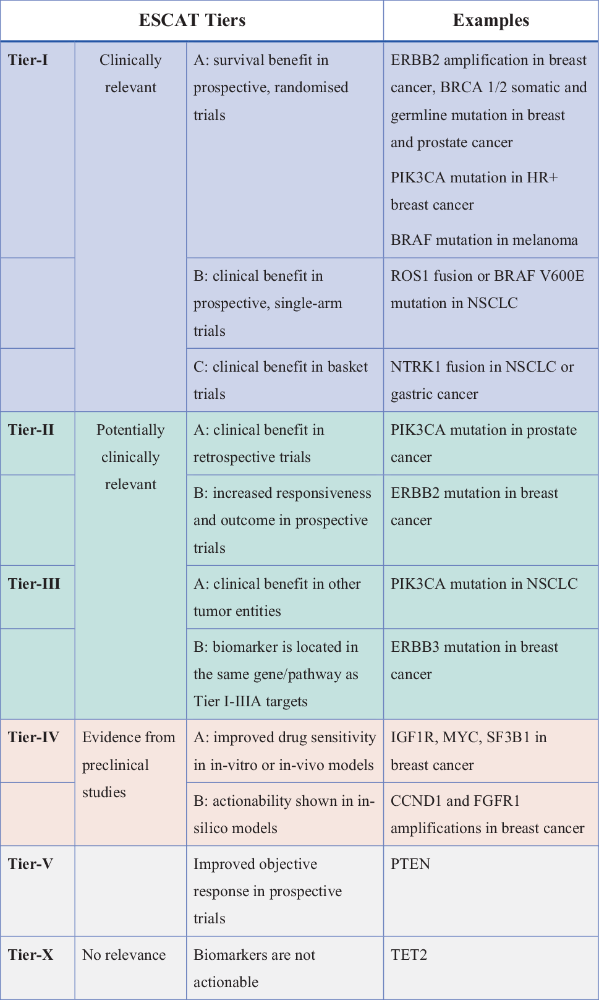 ESCAT Tiers
Examples
Tier-I
Clinically
relevant
A: survival benefit in
prospective, randomised
trials
ERBB2 amplification in breast
cancer, BRCA 1/2 somatic and
germline mutation in breast
and prostate cancer
PIK3CA mutation in HR+
breast cancer
BRAF mutation in melanoma
B: clinical benefit in
prospective, single-arm
trials
ROS1 fusion or BRAF V600E
mutation in NSCLC
C: clinical benefit in basket
trials
NTRK1 fusion in NSCLC or
gastric cancer
Tier-II
Potentially
clinically
relevant
A: clinical benefit in
retrospective trials
PIK3CA mutation in prostate
cancer
B: increased responsiveness
and outcome in prospective
trials
ERBB2 mutation in breast
cancer
Tier-III
A: clinical benefit in other
tumor entities
PIK3CA mutation in NSCLC
B: biomarker is located in
the same gene/pathway as
Tier I-IIIA targets
ERBB3 mutation in breast
cancer
Tier-IV
Evidence from
preclinical
studies
A: improved drug sensitivity
in in-vitro or in-vivo models
IGF1R, MYC, SF3B1 in
breast cancer
B: actionability shown in in-
silico models
CCND1 and FGFR1
amplifications in breast cancer
Tier-V
Improved objective
response in prospective
trials
PTEN
Tier-X
No relevance
Biomarkers are not
actionable
TET2